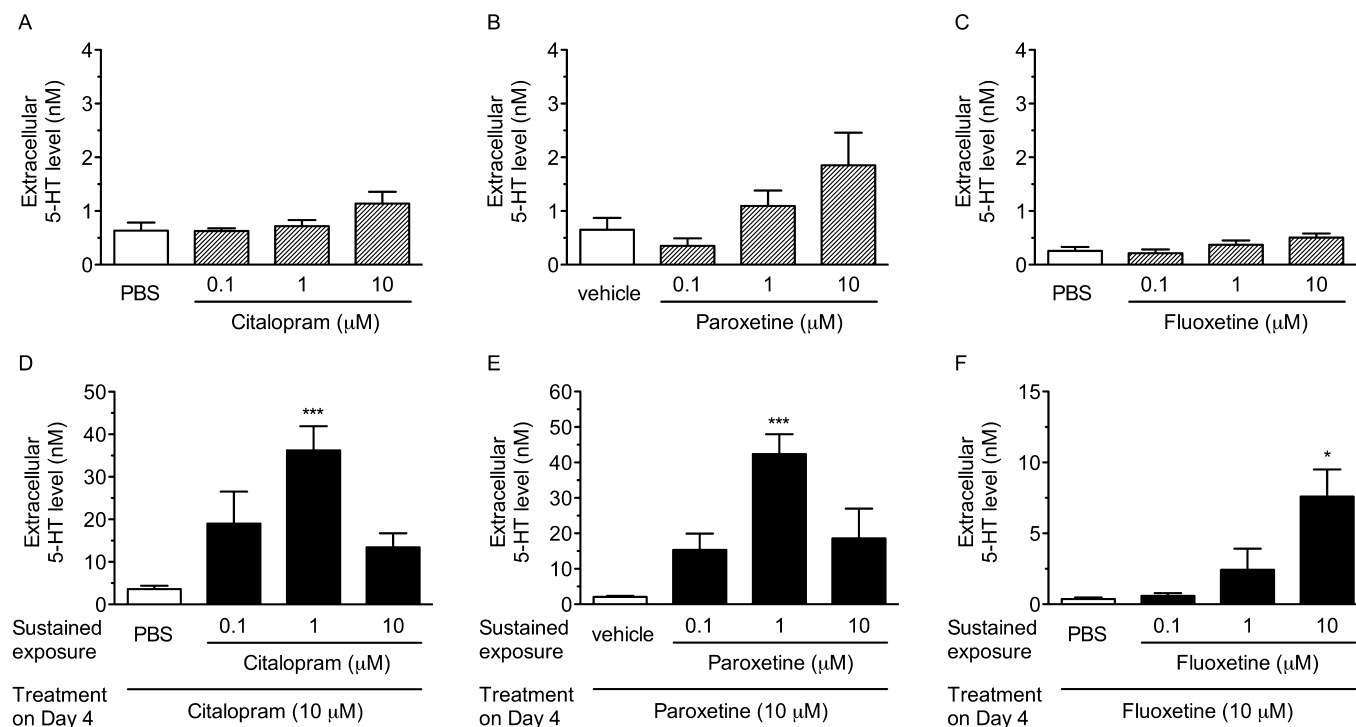 A
Extracellular
5-HT level (nM)
4
3
2
1
0
PBS
0.1
1
10
Citalopram (μM)
B
Extracellular
5-HT level (nM)
4
3
2
1
0
vehicle
0.1
1
10
Paroxetine (μM)
C
Extracellular
5-HT level (nM)
4
3
2
1
0
PBS
0.1
1
10
Fluoxetine (μM)
D
Extracellular
5-HT level (nM)
50
40
30
20
10
0
***
Sustained
exposure
PBS
0.1
1
10
Citalopram (μM)
Treatment
on Day 4
Citalopram (10 μM)
E
Extracellular
5-HT level (nM)
60
50
40
30
20
10
0
***
Sustained
exposure
vehicle
0.1
1
10
Paroxetine (μM)
Treatment
on Day 4
Paroxetine (10 μM)
F
Extracellular
5-HT level (nM)
15
10
5
0
*
Sustained
exposure
PBS
0.1
1
10
Fluoxetine (μM)
Treatment
on Day 4
Fluoxetine (10 μM)